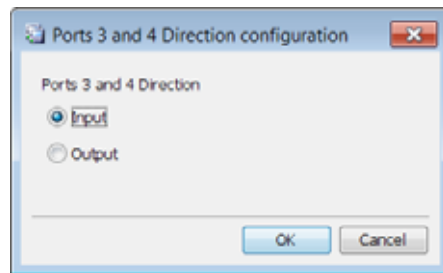 Ports 3 and 4 Direction configuration
Ports 3 and 4 Direction
Input
Output
OK
Cancel